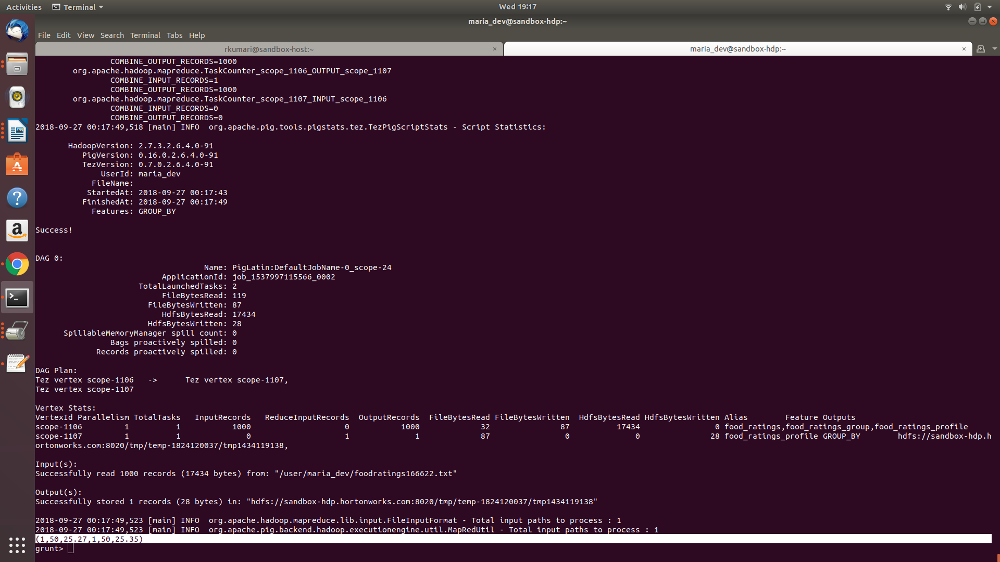 Activities
Terminal
Wed 19:17
maria_dev@sandbox-hdp:~
File Edit View Search Terminal Tabs Help
rkumari@sandbox-host:~ ×
maria_dev@sandbox-hdp:~ ×
COMBINE_OUTPUT_RECORDS=1000
org.apache.hadoop.mapreduce.TaskCounter_scope_1106_OUTPUT_scope_1107
COMBINE_INPUT_RECORDS=1
COMBINE_OUTPUT_RECORDS=1000
org.apache.hadoop.mapreduce.TaskCounter_scope_1107_INPUT_scope_1106
COMBINE_INPUT_RECORDS=0
COMBINE_OUTPUT_RECORDS=0
2018-09-27 00:17:49,518 [main] INFO  org.apache.pig.tools.pigstats.tez.TezPigScriptStats - Script Statistics:
HadoopVersion: 2.7.3.2.6.4.0-91
PigVersion: 0.16.0.2.6.4.0-91
TezVersion: 0.7.0.2.6.4.0-91
UserId: maria_dev
FileName:
StartedAt: 2018-09-27 00:17:43
FinishedAt: 2018-09-27 00:17:49
Features: GROUP_BY
Success!
DAG 0:
Name: PigLatin:DefaultJobName-0_scope-24
ApplicationId: job_1537997115566_0002
TotalLaunchedTasks: 2
FileBytesRead: 119
FileBytesWritten: 87
HdfsBytesRead: 17434
HdfsBytesWritten: 28
SpillableMemoryManager spill count: 0
Bags proactively spilled: 0
Records proactively spilled: 0
DAG Plan:
Tez vertex scope-1106   ->      Tez vertex scope-1107,
Tez vertex scope-1107
Vertex Stats:
VertexId Parallelism TotalTasks   InputRecords   ReduceInputRecords  OutputRecords  FileBytesRead FileBytesWritten  HdfsBytesRead HdfsBytesWritten Alias        Feature Outputs
scope-1106         1          1           1000                    0           1000             32               87          17434                0 food_ratings,food_ratings_group,food_ratings_profile
scope-1107         1          1              0                    1              1             87                0              0               28 food_ratings_profile GROUP_BY        hdfs://sandbox-hdp.h
ortonworks.com:8020/tmp/temp-1824120037/tmp1434119138,
Input(s):
Successfully read 1000 records (17434 bytes) from: "/user/maria_dev/foodratings166622.txt"
Output(s):
Successfully stored 1 records (28 bytes) in: "hdfs://sandbox-hdp.hortonworks.com:8020/tmp/temp-1824120037/tmp1434119138"
2018-09-27 00:17:49,523 [main] INFO  org.apache.hadoop.mapreduce.lib.input.FileInputFormat - Total input paths to process : 1
2018-09-27 00:17:49,523 [main] INFO  org.apache.pig.backend.hadoop.executionengine.util.MapRedUtil - Total input paths to process : 1
(1,50,25.27,1,50,25.35)
grunt>